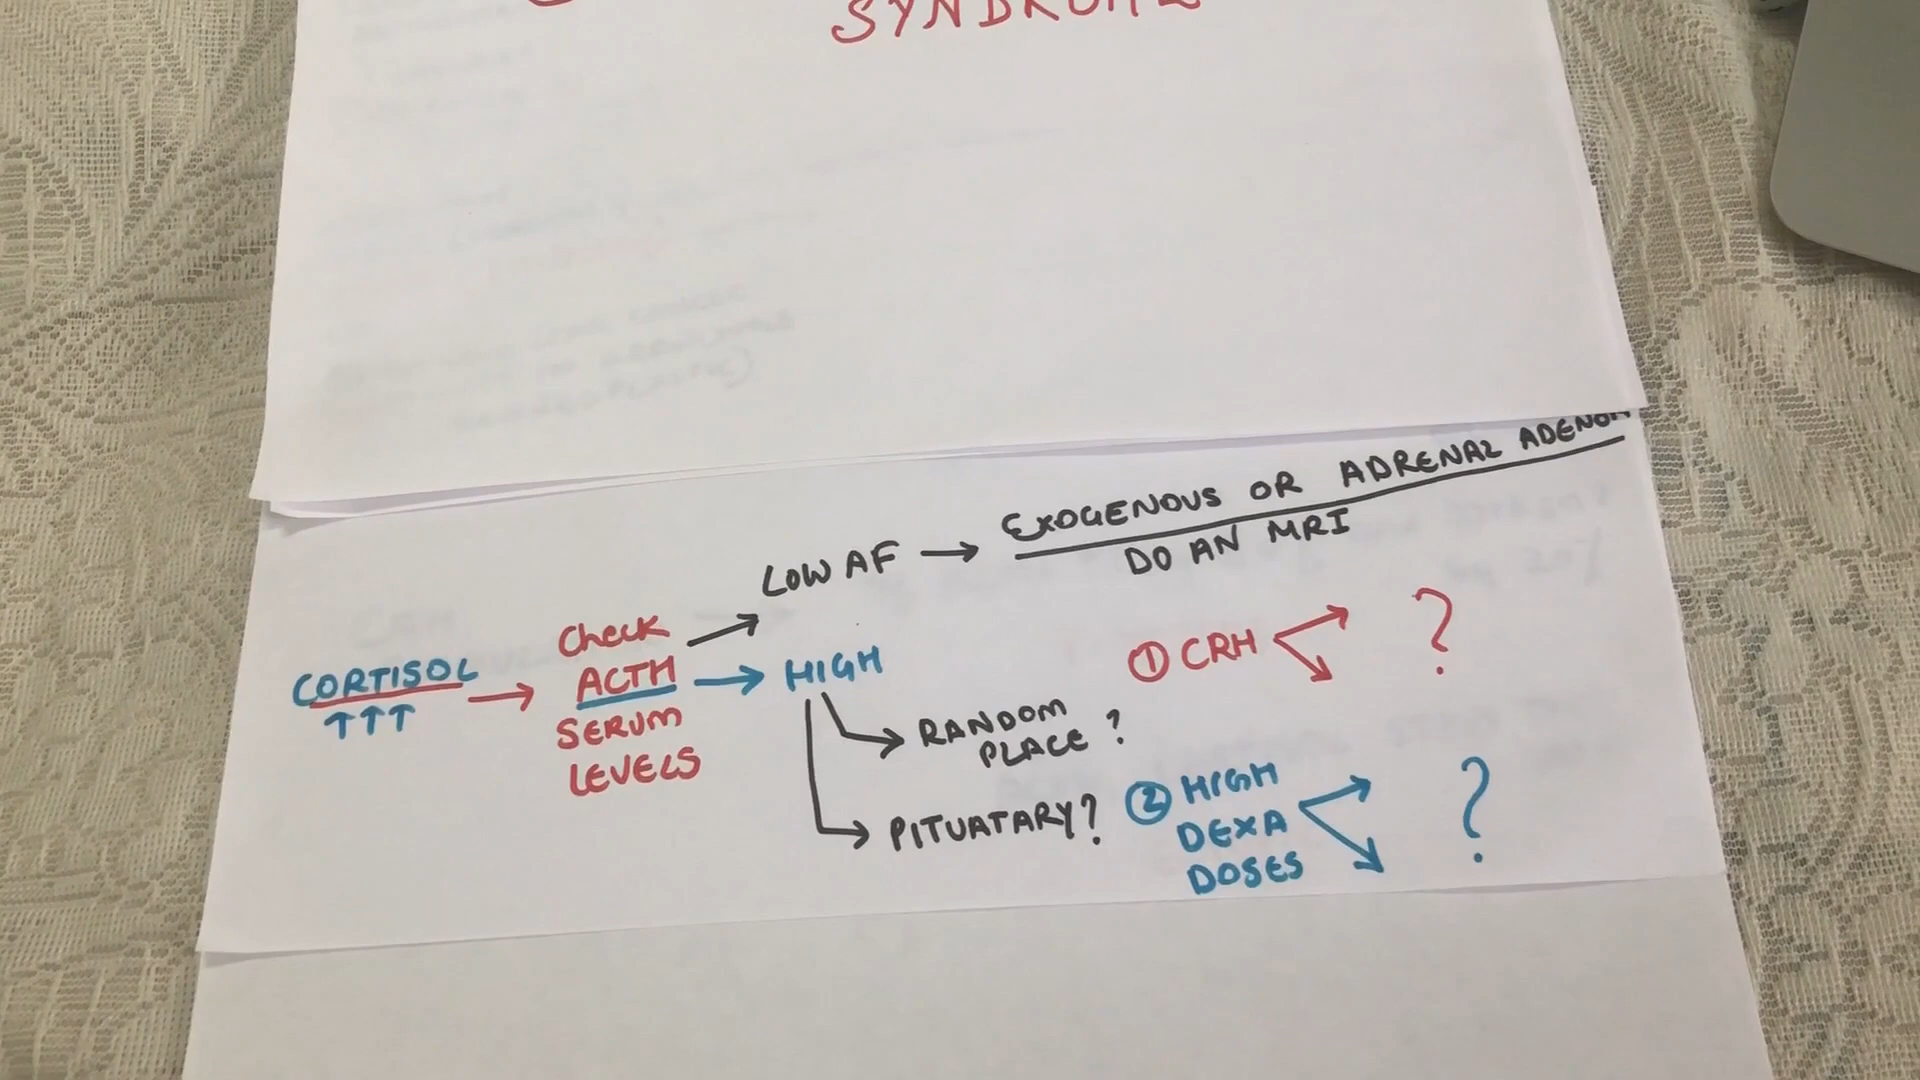 SYNDROME
LOW AF → EXOGENOUS OR ADRENAL ADENOM
DO AN MRI
CORTISOL
↑↑↑
Check
ACTH
SERUM
LEVELS
HIGH
RANDOM
PLACE ?
PITUATARY?
① CRH ?
② HIGH
DEXA
DOSES
?